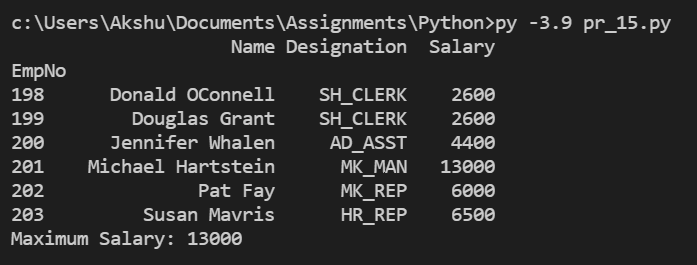 c:\Users\Akshu\Documents\Assignments\Python>py -3.9 pr_15.py
Name Designation Salary
EmpNo
198 Donald OConnell SH_CLERK 2600
199 Douglas Grant SH_CLERK 2600
200 Jennifer Whalen AD_ASST 4400
201 Michael Hartstein MK_MAN 13000
202 Pat Fay MK_REP 6000
203 Susan Mavris HR_REP 6500
Maximum Salary: 13000